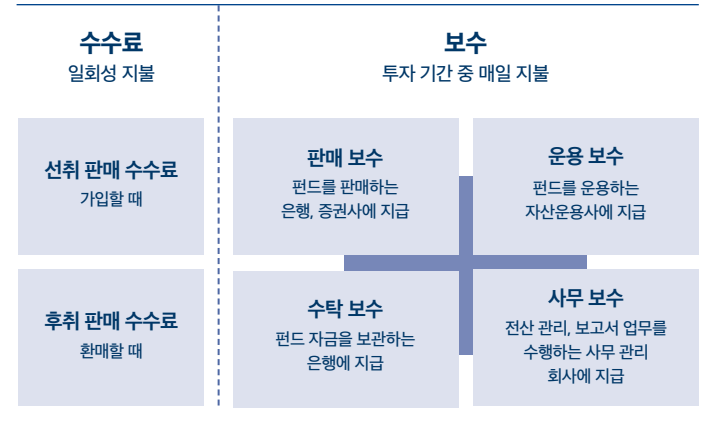 수수료
일회성 지불
보수
투자 기간 중 매일 지불
선취 판매 수수료
가입할 때
후취 판매 수수료
환매할 때
판매 보수
펀드를 판매하는
은행, 증권사에 지급
운용 보수
펀드를 운용하는
자산운용사에 지급
수탁 보수
펀드 자금을 보관하는
은행에 지급
사무 보수
전산 관리, 보고서 업무를
수행하는 사무 관리
회사에 지급